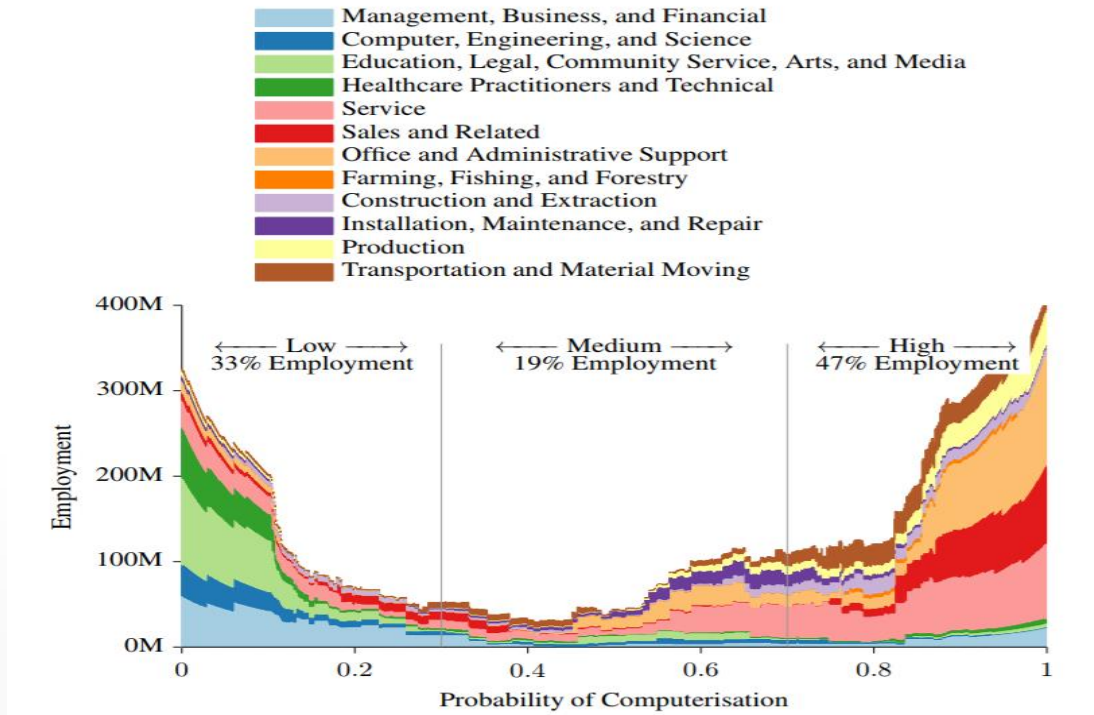 Management, Business, and Financial
Computer, Engineering, and Science
Education, Legal, Community Service, Arts, and Media
Healthcare Practitioners and Technical
Service
Sales and Related
Office and Administrative Support
Farming, Fishing, and Forestry
Construction and Extraction
Installation, Maintenance, and Repair
Production
Transportation and Material Moving
400M
Low
Medium
High
33% Employment
19% Employment
47% Employment
300M
200M
100M
0M
Employment
0
0.2
0.4
0.6
0.8
1
Probability of Computerisation